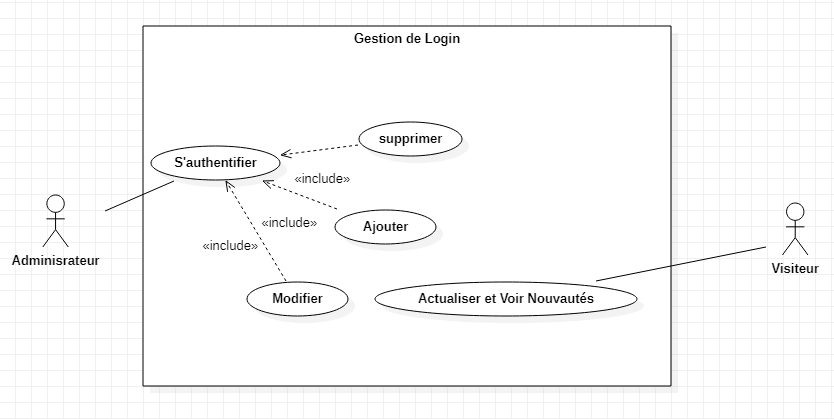 Gestion de Login
supprimer
S'authentifier
«include»
Ajouter
«include»
«include»
Adminisrateur
Visiteur
Modifier
Actualiser et Voir Nouvautés